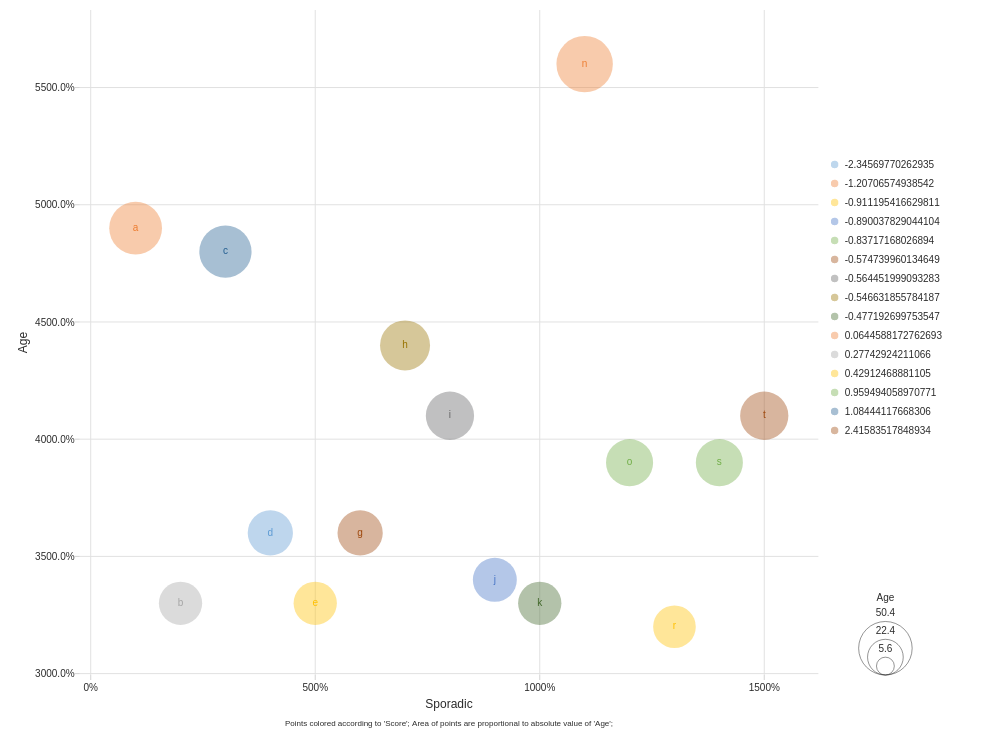 5500.0%
5000.0%
4500.0%
4000.0%
3500.0%
3000.0%
Age
0%
500%
1000%
1500%
Sporadic
n
a
c
h
i
t
o
s
d
g
j
b
e
k
r
-2.34569770262935
-1.20706574938542
-0.911195416629811
-0.890037829044104
-0.83717168026894
-0.574739960134649
-0.564451999093283
-0.546631855784187
-0.477192699753547
0.0644588172762693
0.27742924211066
0.42912468881105
0.959494058970771
1.08444117668306
2.41583517848934
Age
50.4
22.4
5.6
Points colored according to 'Score'; Area of points are proportional to absolute value of 'Age';